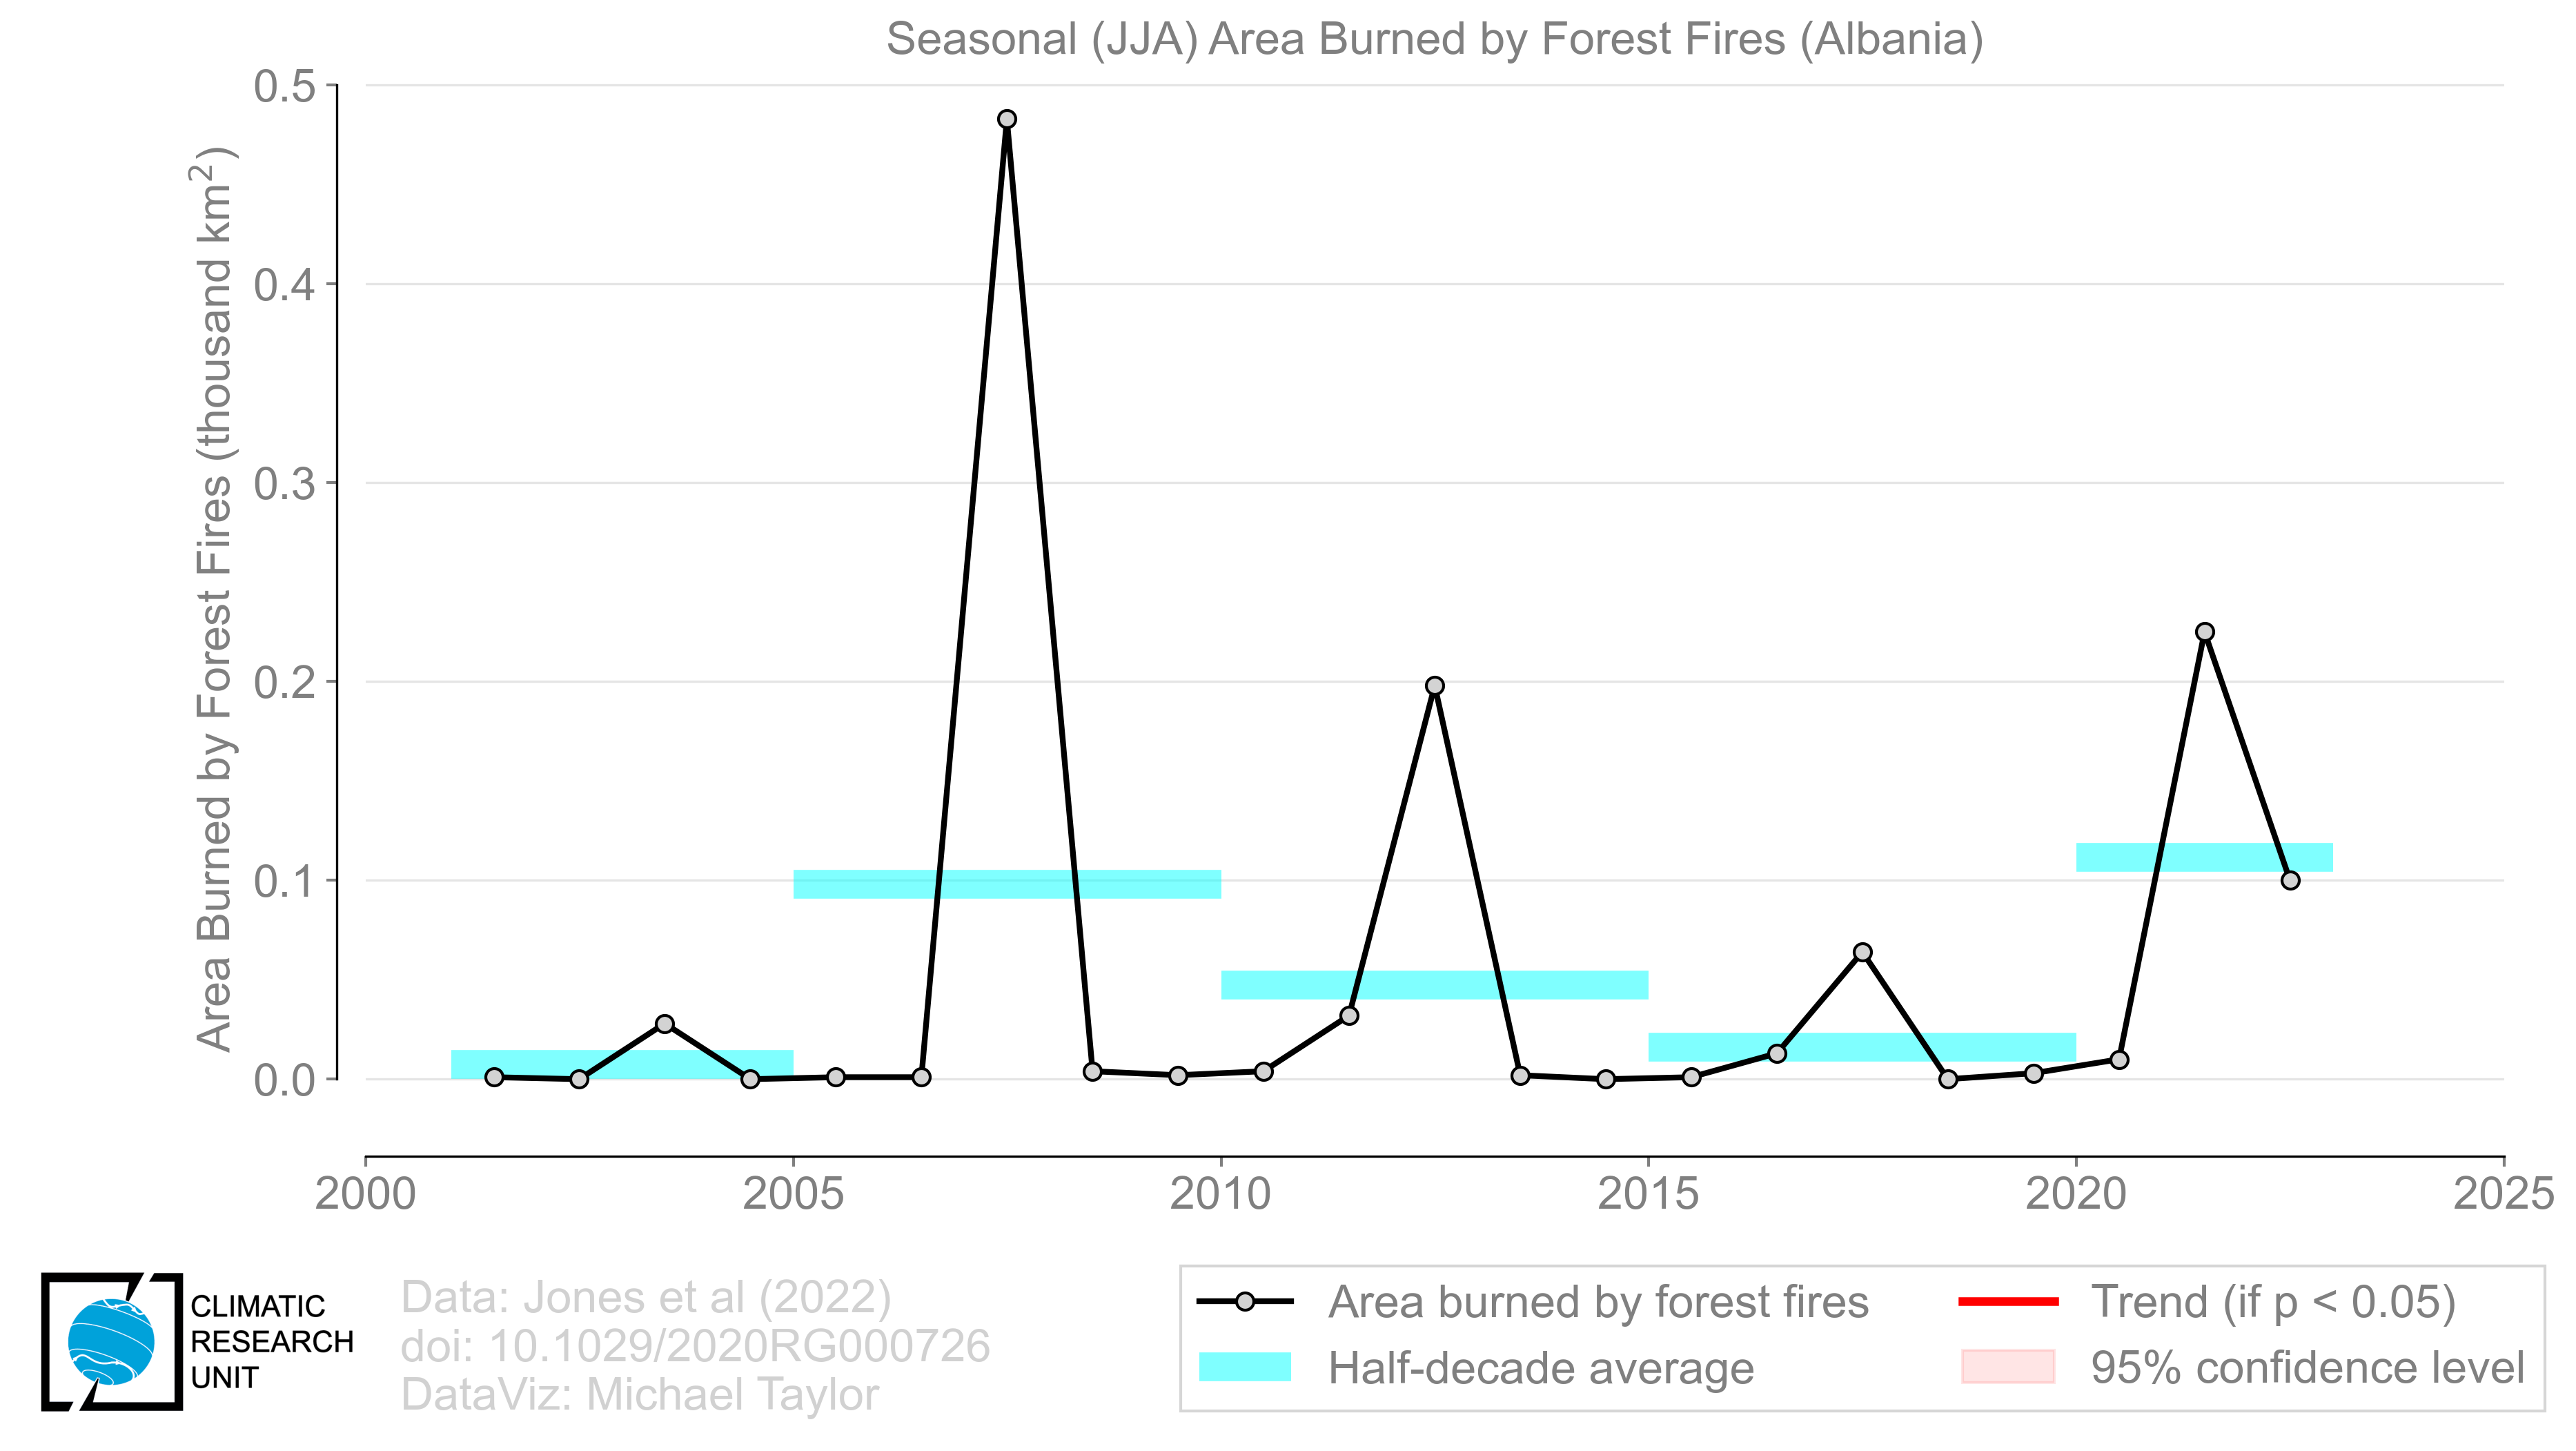 Seasonal (JJA) Area Burned by Forest Fires (Albania)
Area Burned by Forest Fires (thousand km²)
0.5
0.4
0.3
0.2
0.1
0.0
2000 2005 2010 2015 2020 2025
CLIMATIC
RESEARCH
UNIT
Data: Jones et al (2022)
doi: 10.1029/2020RG000726
DataViz: Michael Taylor
Area burned by forest fires
Half-decade average
Trend (if p < 0.05)
95% confidence level